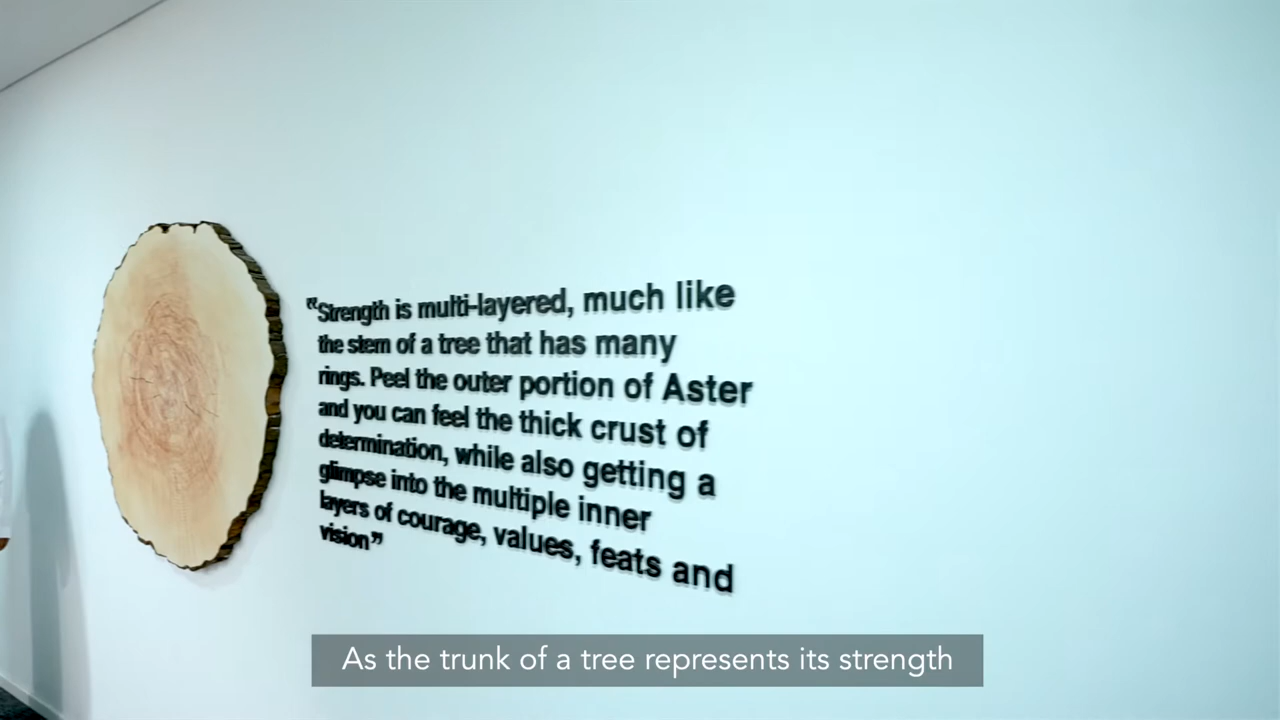 “Strength is multi-layered, much like
the stem of a tree that has many
rings. Peel the outer portion of Aster
and you can feel the thick crust of
determination, while also getting a
glimpse into the multiple inner
layers of courage, values, feats and
vision”
As the trunk of a tree represents its strength